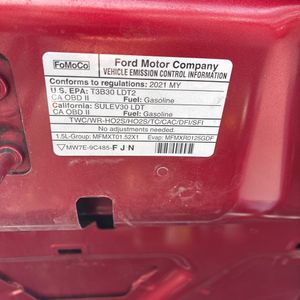 FoMoCo
Ford Motor Company
VEHICLE EMISSION CONTROL INFORMATION
Conforms to regulations: 2021 MY
U.S. EPA: T3B30 LDT2
CA OBD II Fuel: Gasoline
California: SULEV30 LDT
CA OBD II Fuel: Gasoline
TWC/WR-HO2S/HO2S/TC/CAC/DFI/SFI
No adjustments needed.
1.5L-Group: MFMXT01.52X1 Evap: MFMXR0125GDF
MW7E-9C485-FJN